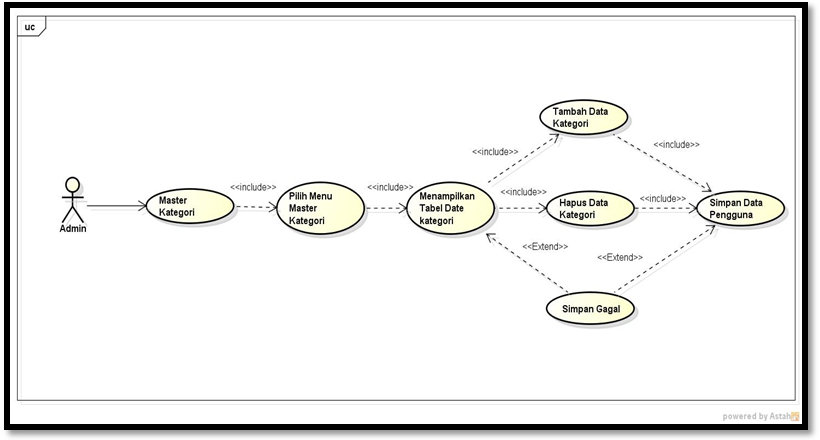 uc
Tambah Data
Kategori
<<include>>
<<include>>
<<include>>
<<include>>
<<include>>
<<include>>
Pilih Menu
Master
Kategori
Menampilkan
Tabel Date
kategori
Master
Kategori
Hapus Data
Kategori
Simpan Data
Pengguna
Admin
<<Extend>>
<<Extend>>
Simpan Gagal
powered by Astah